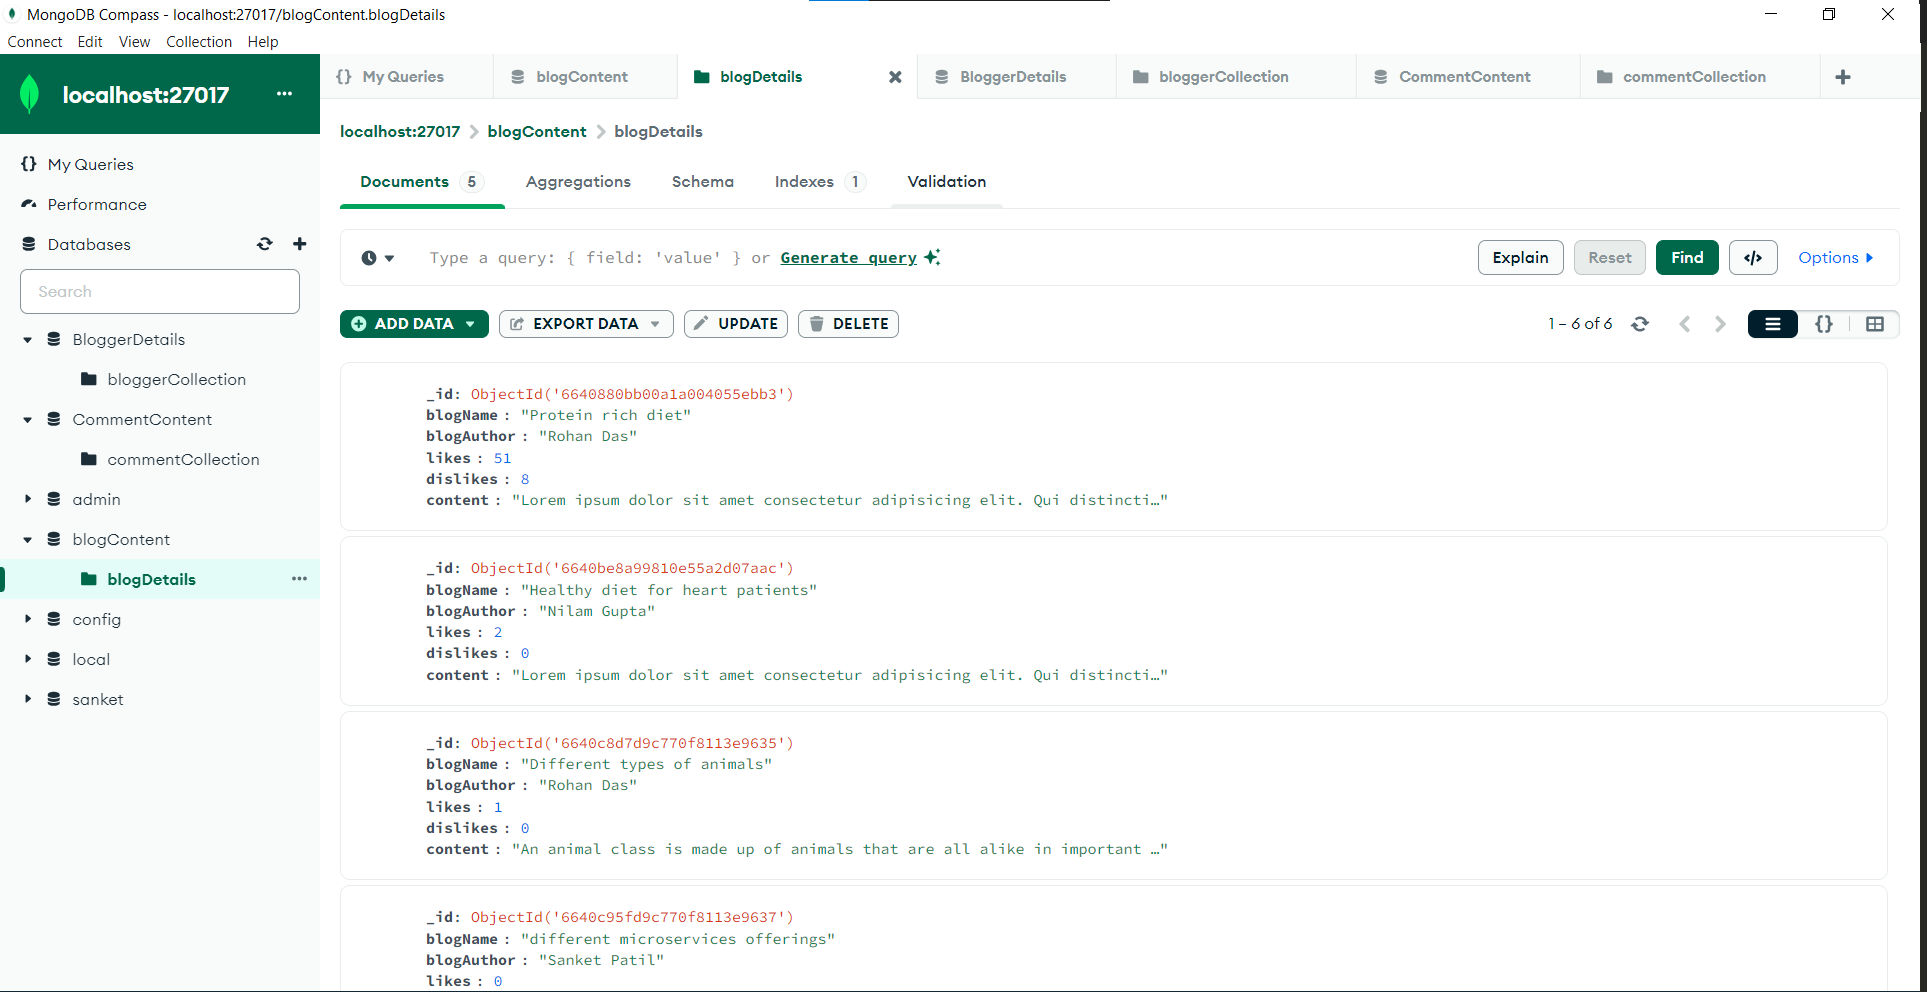 MongoDB Compass - localhost:27017/blogContent.blogDetails
Connect Edit View Collection Help
localhost:27017 ...
{} My Queries
Performance
Databases
Search
BloggerDetails
bloggerCollection
CommentContent
commentCollection
admin
blogContent
blogDetails ...
config
local
sanket
{} My Queries blogContent blogDetails BloggerDetails bloggerCollection CommentContent commentCollection
localhost:27017 > blogContent > blogDetails
Documents 5 Aggregations Schema Indexes 1 Validation
Type a query: { field: 'value' } or Generate query Explain Reset Find </> Options
ADD DATA EXPORT DATA UPDATE DELETE 1 – 6 of 6 {}
_id: ObjectId('6640880bb00a1a004055ebb3')
blogName : "Protein rich diet"
blogAuthor : "Rohan Das"
likes : 51
dislikes : 8
content : "Lorem ipsum dolor sit amet consectetur adipisicing elit. Qui distincti…"
_id: ObjectId('6640be8a99810e55a2d07aac')
blogName : "Healthy diet for heart patients"
blogAuthor : "Nilam Gupta"
likes : 2
dislikes : 0
content : "Lorem ipsum dolor sit amet consectetur adipisicing elit. Qui distincti…"
_id: ObjectId('6640c8d7d9c770f8113e9635')
blogName : "Different types of animals"
blogAuthor : "Rohan Das"
likes : 1
dislikes : 0
content : "An animal class is made up of animals that are all alike in important …"
_id: ObjectId('6640c95fd9c770f8113e9637')
blogName : "different microservices offerings"
blogAuthor : "Sanket Patil"
likes : 0